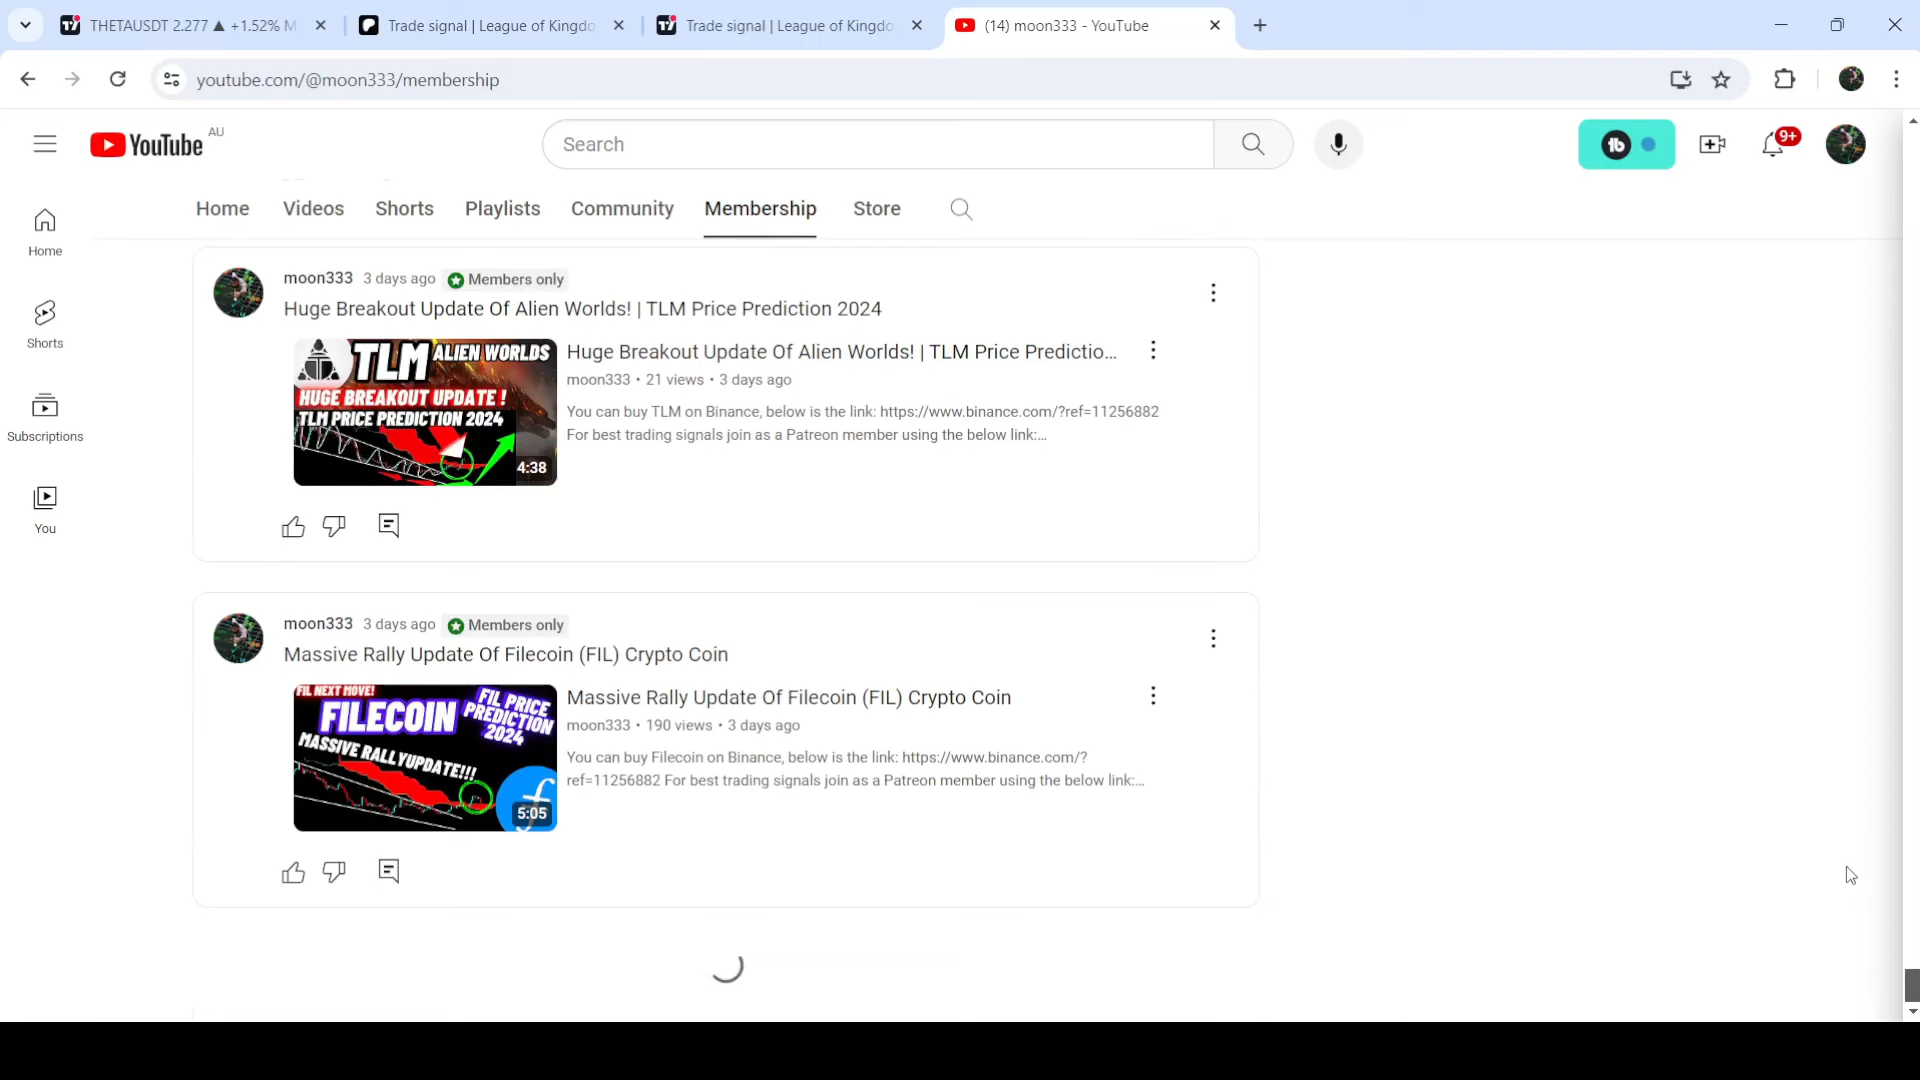 THETAUSDT 2.277 ▲ +1.52% M
Trade signal | League of Kingdo
Trade signal | League of Kingdo
(14) moon333 - YouTube
youtube.com/@moon333/membership
YouTube AU
Search
9+
Home
Videos
Shorts
Playlists
Community
Membership
Store
Home
Shorts
Subscriptions
You
moon333 3 days ago Members only
Huge Breakout Update Of Alien Worlds! | TLM Price Prediction 2024
TLM ALIEN WORLDS
HUGE BREAKOUT UPDATE !
TLM PRICE PREDICTION 2024
4:38
Huge Breakout Update Of Alien Worlds! | TLM Price Predictio...
moon333 • 21 views • 3 days ago
You can buy TLM on Binance, below is the link: https://www.binance.com/?ref=11256882
For best trading signals join as a Patreon member using the below link:...
moon333 3 days ago Members only
Massive Rally Update Of Filecoin (FIL) Crypto Coin
FIL NEXT MOVE!
FILECOIN
FIL PRICE
PREDICTION
2024
MASSIVE RALLY UPDATE!!!
5:05
Massive Rally Update Of Filecoin (FIL) Crypto Coin
moon333 • 190 views • 3 days ago
You can buy Filecoin on Binance, below is the link: https://www.binance.com/?
ref=11256882 For best trading signals join as a Patreon member using the below link:...